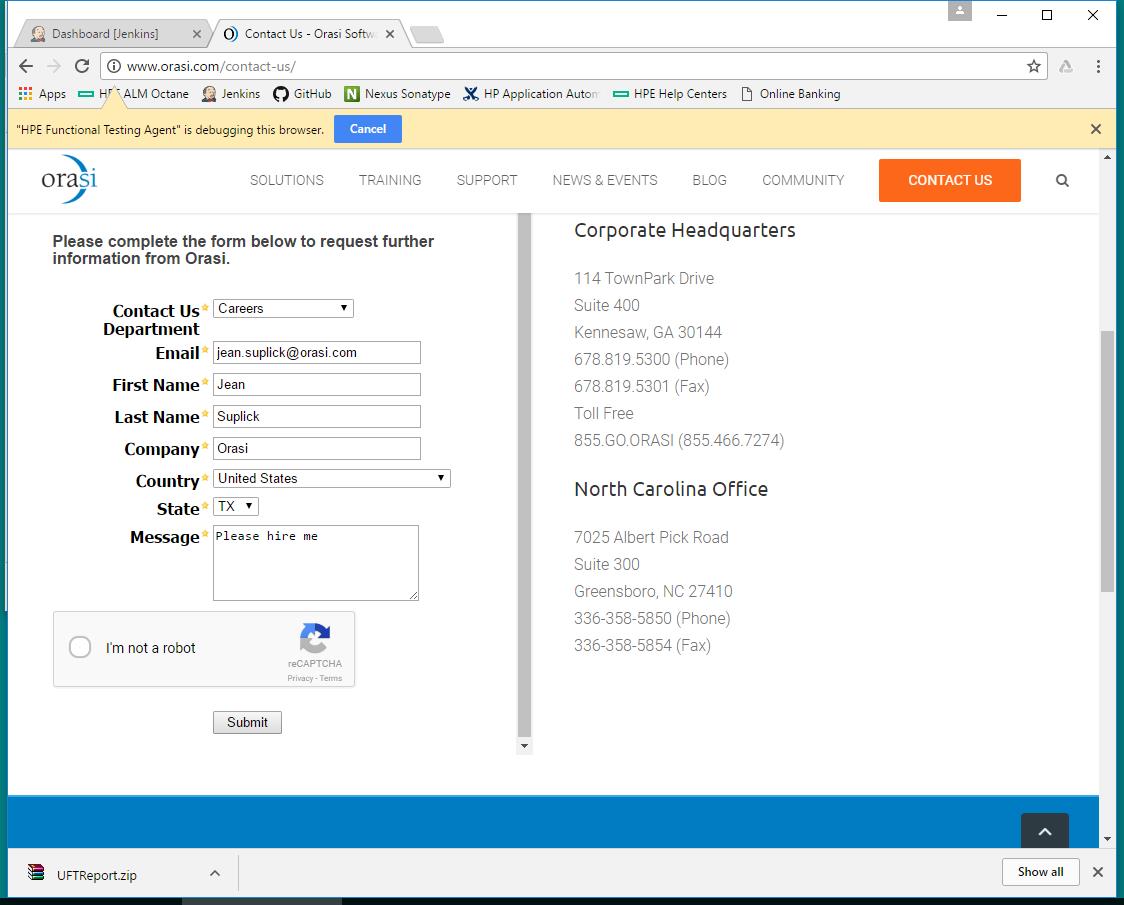 Dashboard [Jenkins]
Contact Us - Orasi Softw
www.orasi.com/contact-us/
Apps
ALM Octane
Jenkins
GitHub
Nexus Sonatype
HP Application Autom
HPE Help Centers
Online Banking
"HPE Functional Testing Agent" is debugging this browser.
Cancel
orasi
SOLUTIONS
TRAINING
SUPPORT
NEWS & EVENTS
BLOG
COMMUNITY
CONTACT US
Please complete the form below to request further
information from Orasi.
Contact Us
Department
Careers
Email
jean.suplick@orasi.com
First Name
Jean
Last Name
Suplick
Company
Orasi
Country
United States
State
TX
Message
Please hire me
I'm not a robot
reCAPTCHA
Privacy - Terms
Submit
Corporate Headquarters
114 TownPark Drive
Suite 400
Kennesaw, GA 30144
678.819.5300 (Phone)
678.819.5301 (Fax)
Toll Free
855.GO.ORASI (855.466.7274)
North Carolina Office
7025 Albert Pick Road
Suite 300
Greensboro, NC 27410
336-358-5850 (Phone)
336-358-5854 (Fax)
UFTReport.zip
Show all